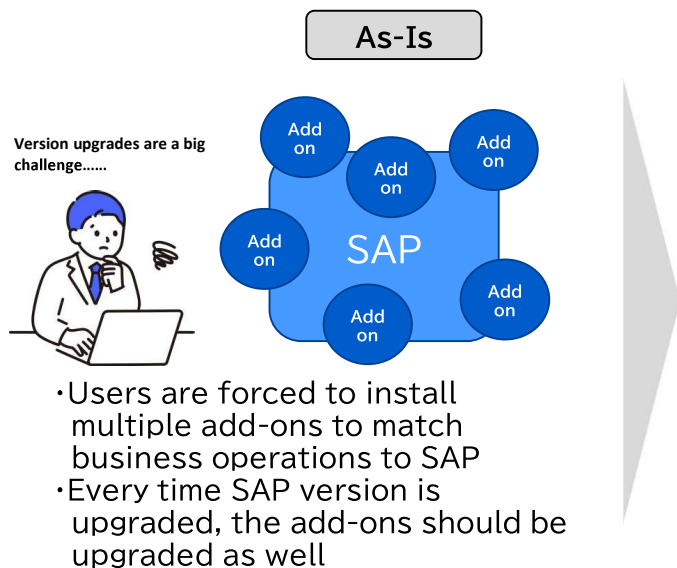 As-Is
Version upgrades are a big
challenge......
Add
on
Add
on
Add
on
Add
on
SAP
Add
on
Add
on
・Users are forced to install
multiple add-ons to match
business operations to SAP
・Every time SAP version is
upgraded, the add-ons should be
upgraded as well